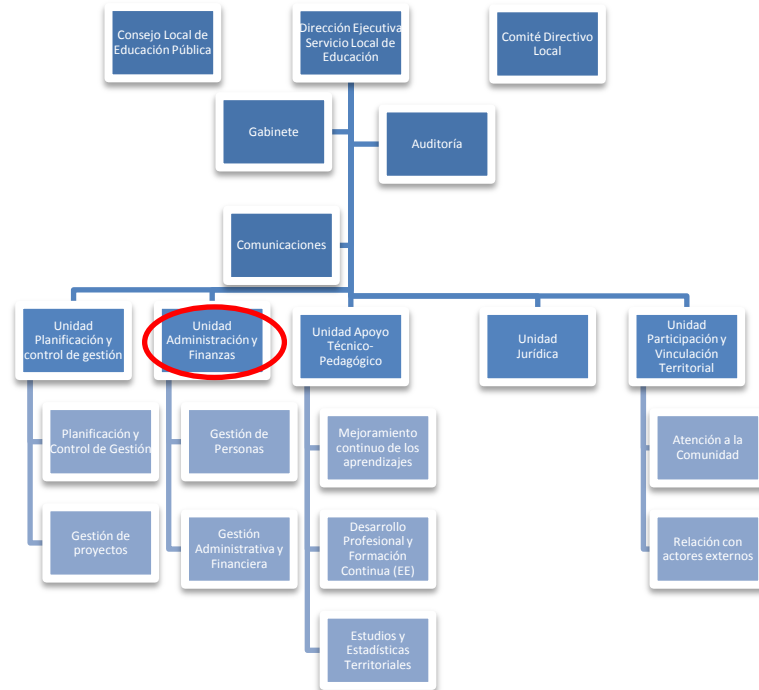 Consejo Local de
Educación Pública
Dirección Ejecutiva
Servicio Local de
Educación
Comité Directivo
Local
Gabinete
Auditoría
Comunicaciones
Unidad
Planificación y
control de gestión
Unidad
Administración y
Finanzas
Unidad Apoyo
Técnico-
Pedagógico
Unidad
Jurídica
Unidad
Participación y
Vinculación
Territorial
Planificación y
Control de Gestión
Gestión de
Personas
Mejoramiento
continuo de los
aprendizajes
Atención a la
Comunidad
Gestión de
proyectos
Gestión
Administrativa y
Financiera
Desarrollo
Profesional y
Formación
Continua (EE)
Relación con
actores externos
Estudios y
Estadísticas
Territoriales